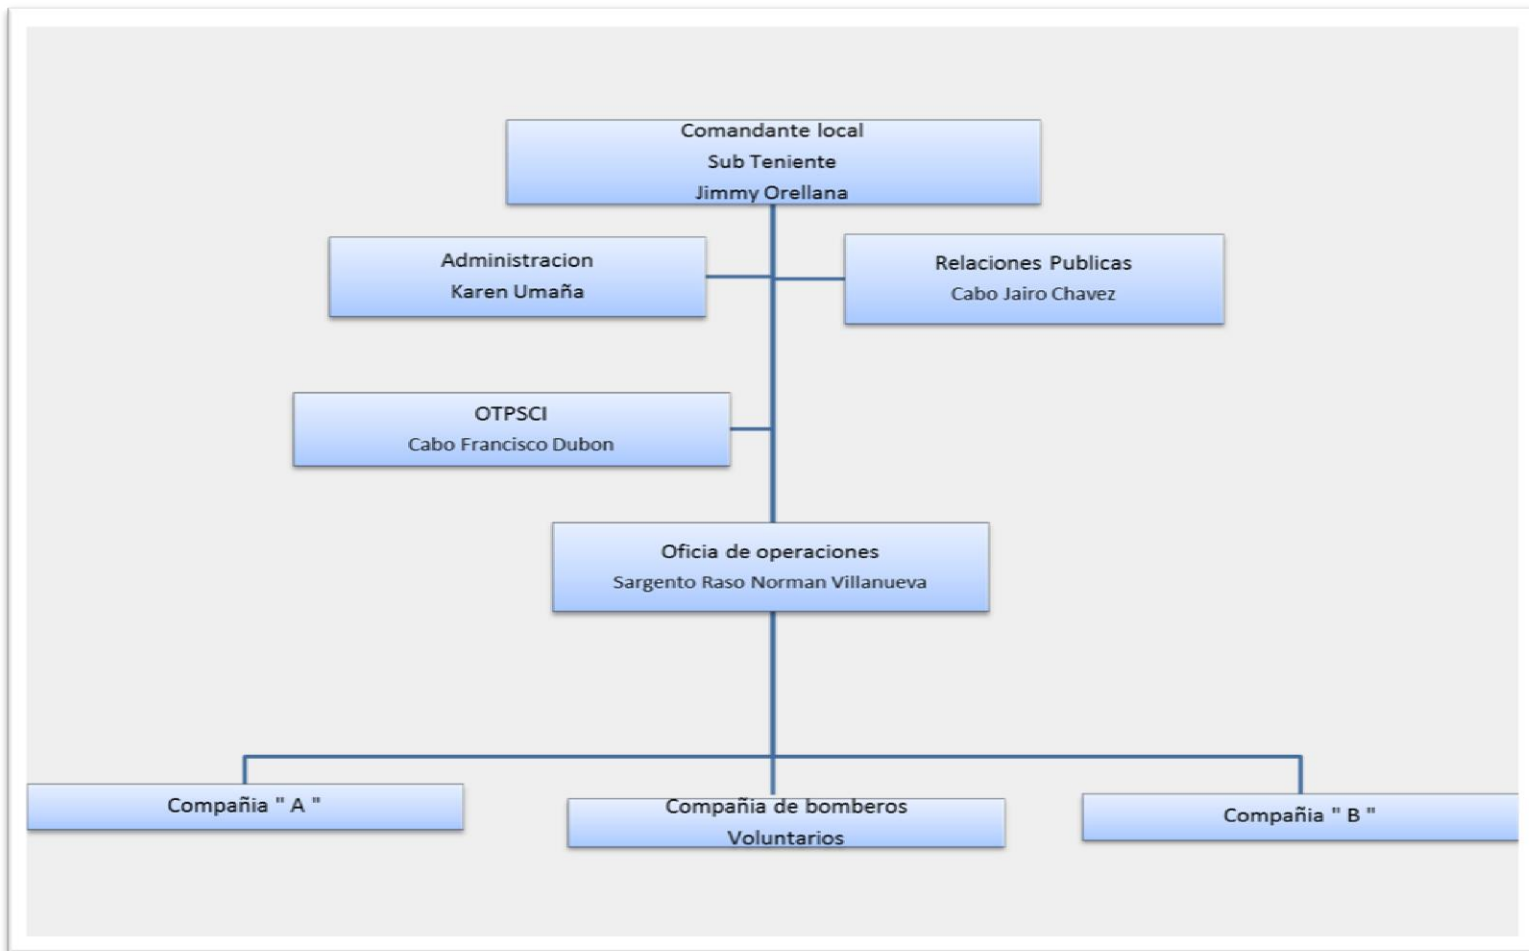 Comandante local
Sub Teniente
Jimmy Orellana
Administracion
Karen Umaña
Relaciones Publicas
Cabo Jairo Chavez
OTPSCI
Cabo Francisco Dubon
Oficia de operaciones
Sargento Raso Norman Villanueva
Compañia " A "
Compañia de bomberos
Voluntarios
Compañia " B "